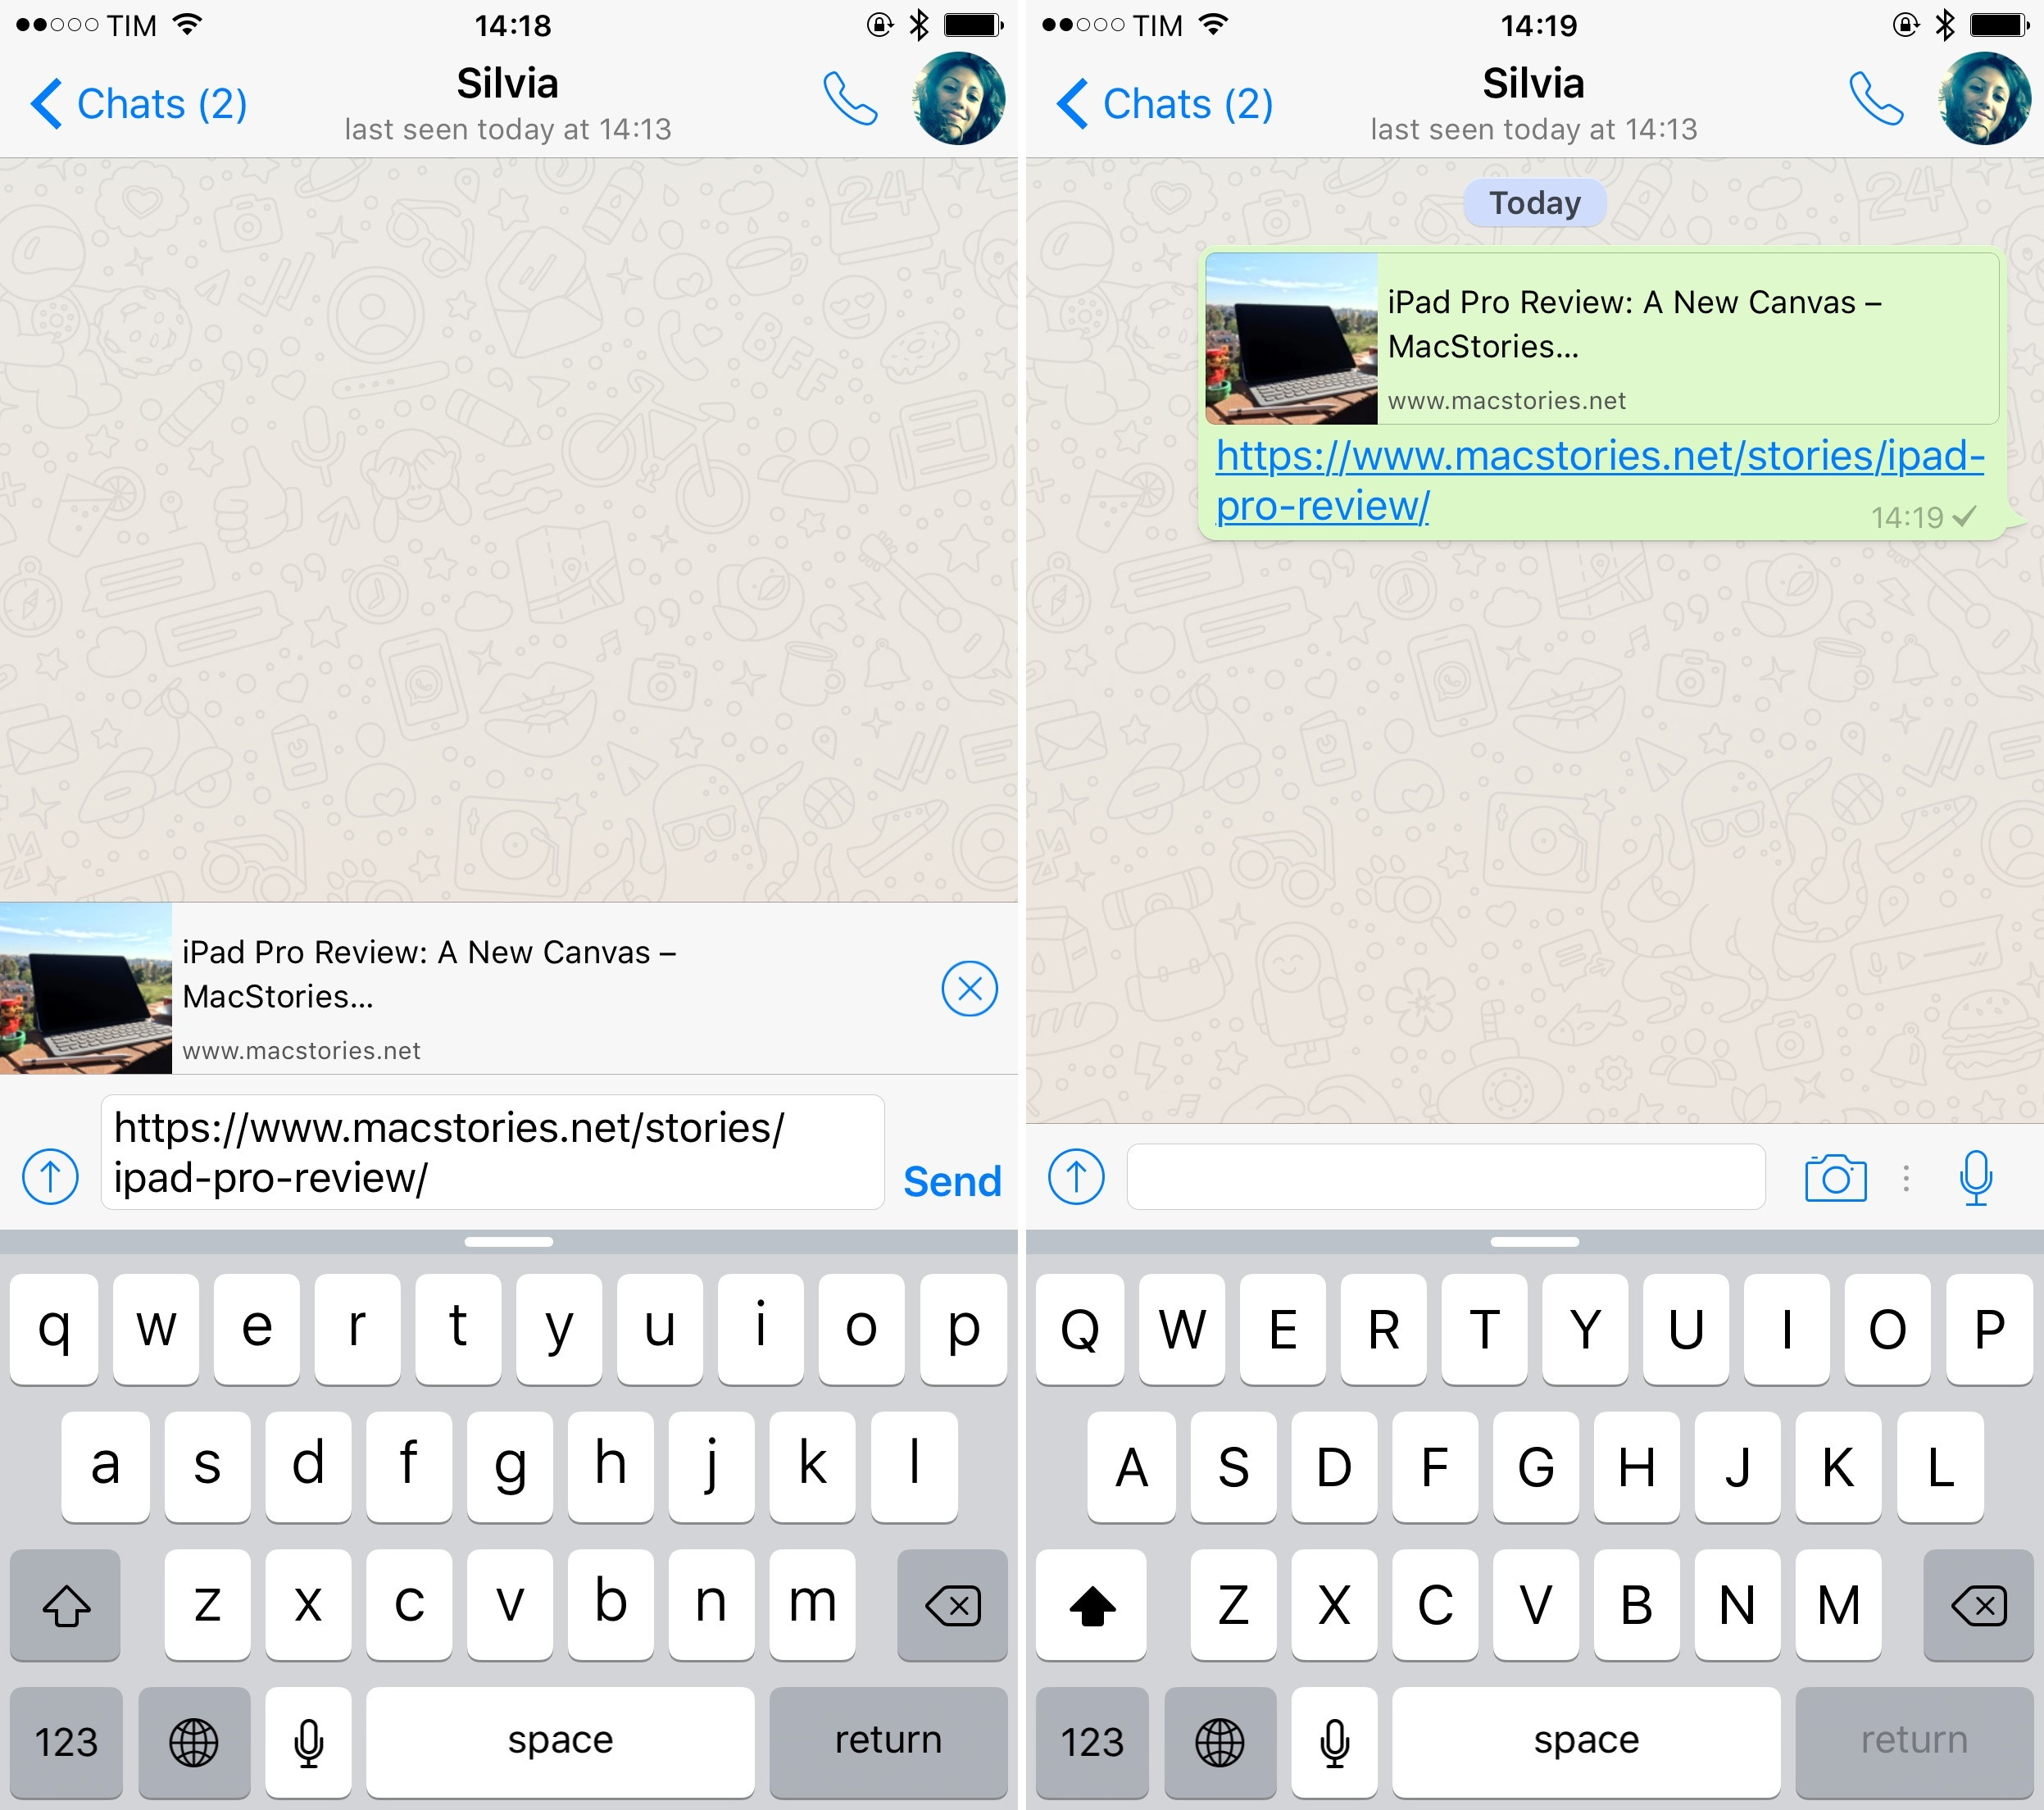 TIM 14:18
Chats (2)
Silvia
last seen today at 14:13
24
BFF
iPad Pro Review: A New Canvas –
MacStories...
www.macstories.net
https://www.macstories.net/stories/
ipad-pro-review/
Send
q w e r t y u i o p
a s d f g h j k l
z x c v b n m
123 space return
TIM 14:19
Chats (2)
Silvia
last seen today at 14:13
24
Today
iPad Pro Review: A New Canvas –
MacStories...
www.macstories.net
https://www.macstories.net/stories/ipad-
pro-review/
14:19
Q W E R T Y U I O P
A S D F G H J K L
Z X C V B N M
123 space return